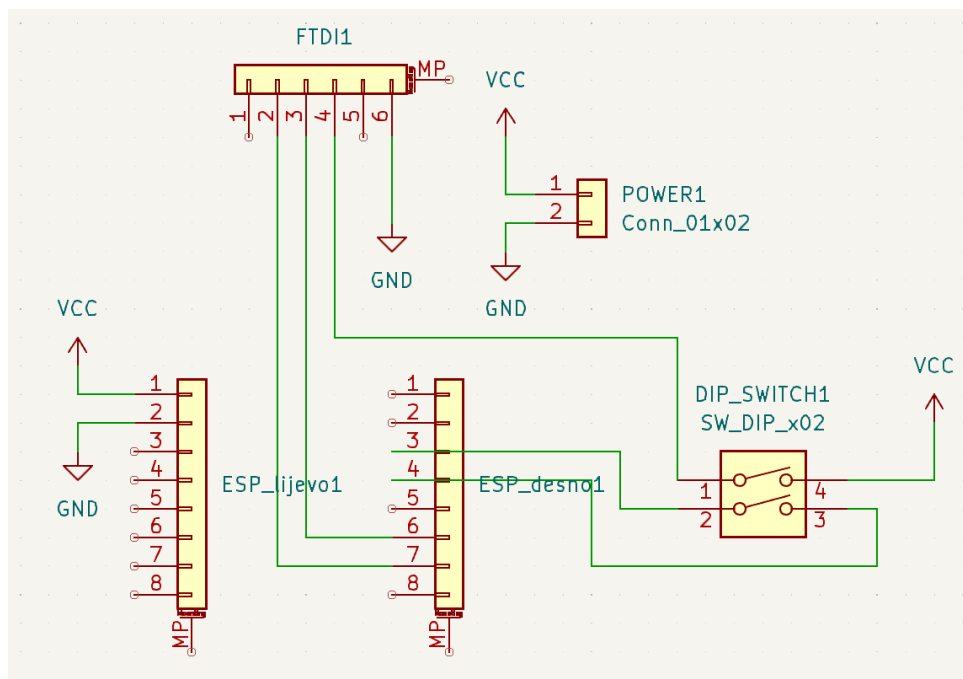 FTDI1
MP
1 2 3 4 5 6
GND
VCC
1
2
POWER1
Conn_01x02
GND
VCC
GND
1
2
3
4
5
6
7
8
MP
ESP_lijevo1
1
2
3
4
5
6
7
8
MP
ESP_desno1
DIP_SWITCH1
SW_DIP_x02
1
2
4
3
VCC